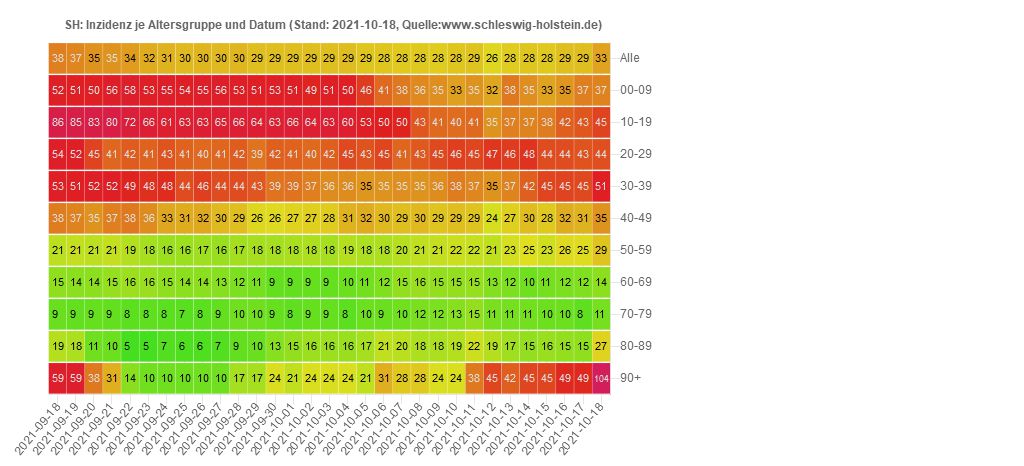 SH: Inzidenz je Altersgruppe und Datum (Stand: 2021-10-18, Quelle:www.schleswig-holstein.de)
38 37 35 35 34 32 31 30 30 30 30 29 29 29 29 29 29 29 28 28 28 28 28 29 26 28 28 28 29 29 33 Alle
52 51 50 56 58 53 55 54 55 56 53 51 53 51 49 51 50 46 41 38 36 35 33 35 32 38 35 33 35 37 37 00-09
86 85 83 80 72 66 61 63 63 65 66 64 63 66 64 63 60 53 50 50 43 41 40 41 35 37 37 38 42 43 45 10-19
54 52 45 41 42 41 43 41 40 41 42 39 42 41 40 42 45 43 45 41 43 45 46 45 47 46 48 44 44 43 44 20-29
53 51 52 52 49 48 48 44 46 44 44 43 39 39 37 36 36 35 35 35 35 36 38 37 35 37 42 45 45 45 51 30-39
38 37 35 37 38 36 33 31 32 30 29 26 26 27 27 28 31 32 30 29 30 29 29 29 24 27 30 28 32 31 35 40-49
21 21 21 21 19 18 16 16 17 16 17 18 18 18 18 18 19 18 18 20 21 21 22 22 21 23 25 23 26 25 29 50-59
15 14 14 15 16 16 15 14 14 13 12 11 9 9 9 9 10 11 12 15 16 15 15 15 13 12 10 11 12 12 14 60-69
9 9 9 9 8 8 8 7 8 9 10 10 9 8 9 9 8 10 9 10 12 12 13 15 11 11 11 10 10 8 11 70-79
19 18 11 10 5 5 7 6 6 7 9 10 13 15 16 16 16 17 21 20 18 18 19 22 19 17 15 16 15 15 27 80-89
59 59 38 31 14 10 10 10 10 10 17 17 24 21 24 24 24 21 31 28 28 24 24 38 45 42 45 45 49 49 104 90+
2021-09-18
2021-09-19
2021-09-20
2021-09-21
2021-09-22
2021-09-23
2021-09-24
2021-09-25
2021-09-26
2021-09-27
2021-09-28
2021-09-29
2021-09-30
2021-10-01
2021-10-02
2021-10-03
2021-10-04
2021-10-05
2021-10-06
2021-10-07
2021-10-08
2021-10-09
2021-10-10
2021-10-11
2021-10-12
2021-10-13
2021-10-14
2021-10-15
2021-10-16
2021-10-17
2021-10-18